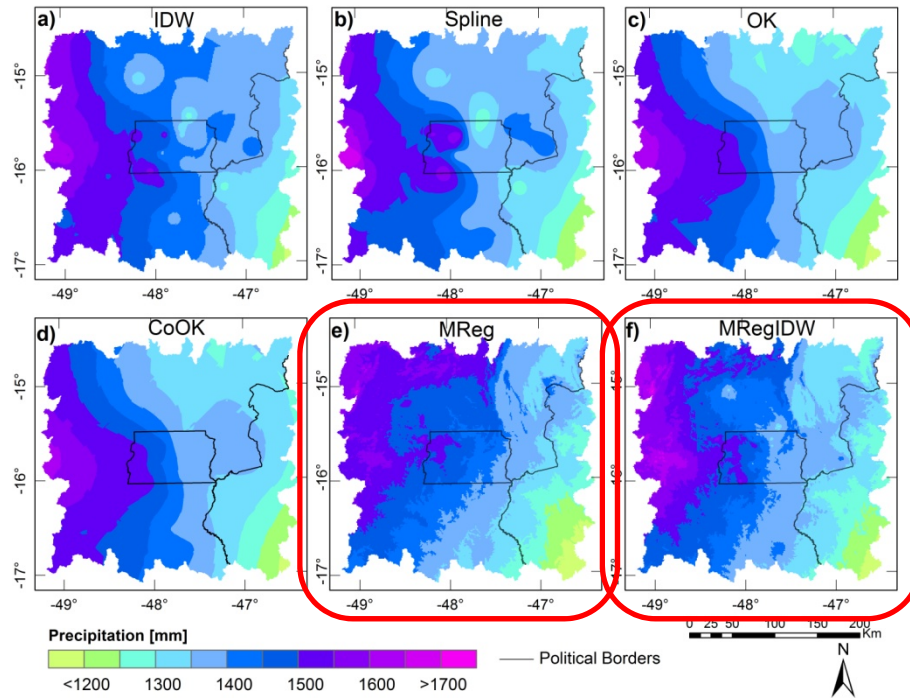 a) IDW
b) Spline
c) OK
-15°
-16°
-17°
-15°
-16°
-17°
-15°
-16°
-17°
-49° -48° -47°
-49° -48° -47°
-49° -48° -47°
d) CoOK
e) MReg
f) MRegIDW
-15°
-16°
-17°
-15°
-16°
-17°
-15°
-16°
-17°
-49° -48° -47°
-49° -48° -47°
-49° -48° -47°
Precipitation [mm]
<1200 1300 1400 1500 1600 >1700
Political Borders
0 25 50 100 150 200
Km
N